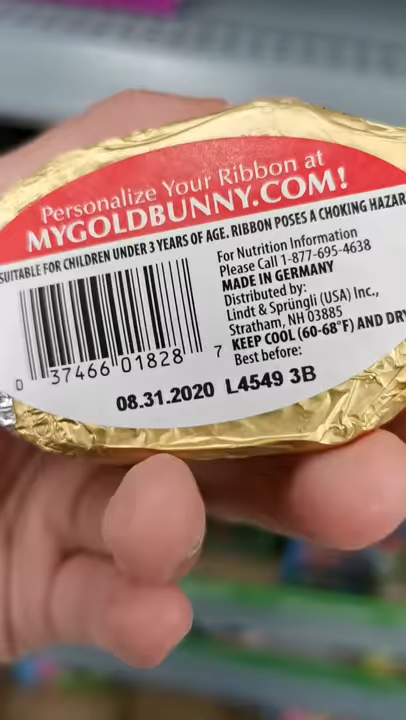 Personalize Your Ribbon at
MYGOLDBUNNY.COM!
SUITABLE FOR CHILDREN UNDER 3 YEARS OF AGE. RIBBON POSES A CHOKING HAZAR
For Nutrition Information
Please Call 1-877-695-4638
MADE IN GERMANY
Distributed by:
Lindt & Sprüngli (USA) Inc.,
Stratham, NH 03885
KEEP COOL (60-68°F) AND DRY
Best before:
0 37466 01828 7
08.31.2020 L4549 3B